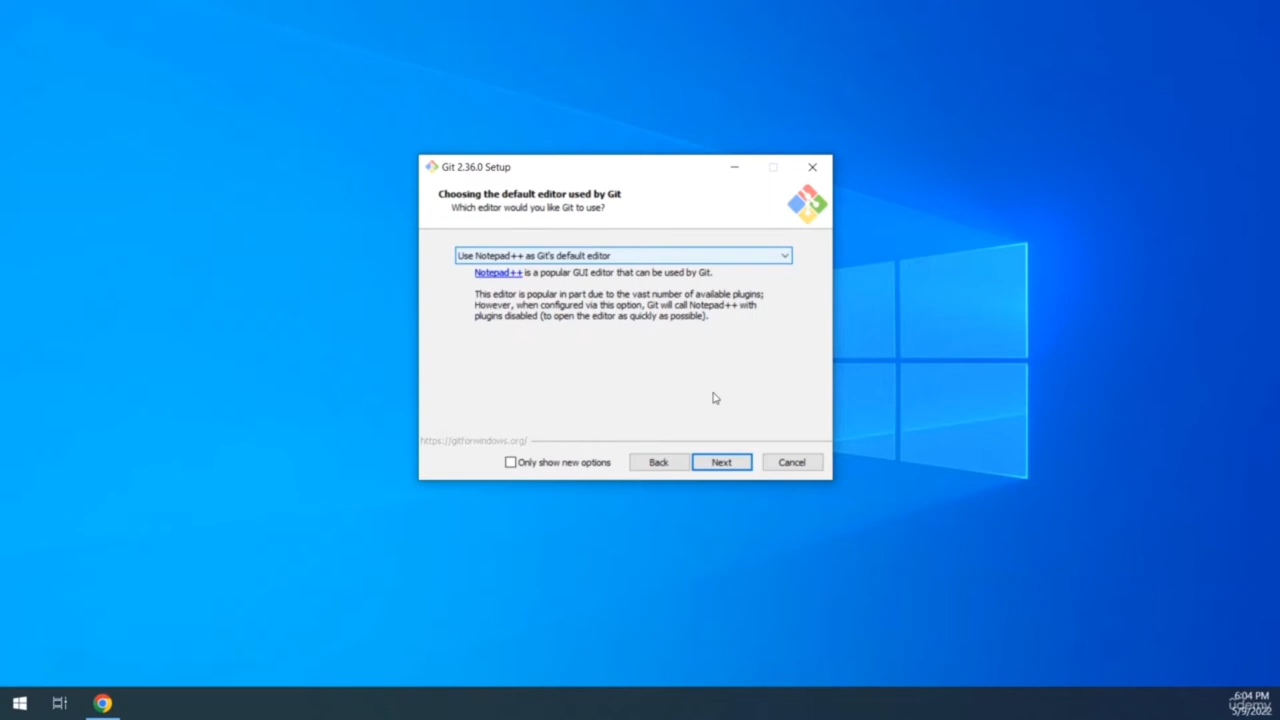 Git 2.36.0 Setup
Choosing the default editor used by Git
Which editor would you like Git to use?
Use Notepad++ as Git's default editor
Notepad++ is a popular GUI editor that can be used by Git.
This editor is popular in part due to the vast number of available plugins;
However, when configured via this option, Git will call Notepad++ with
plugins disabled (to open the editor as quickly as possible).
https://gitforwindows.org/
Only show new options
Back
Next
Cancel
6:04 PM
5/9/2022
udemy